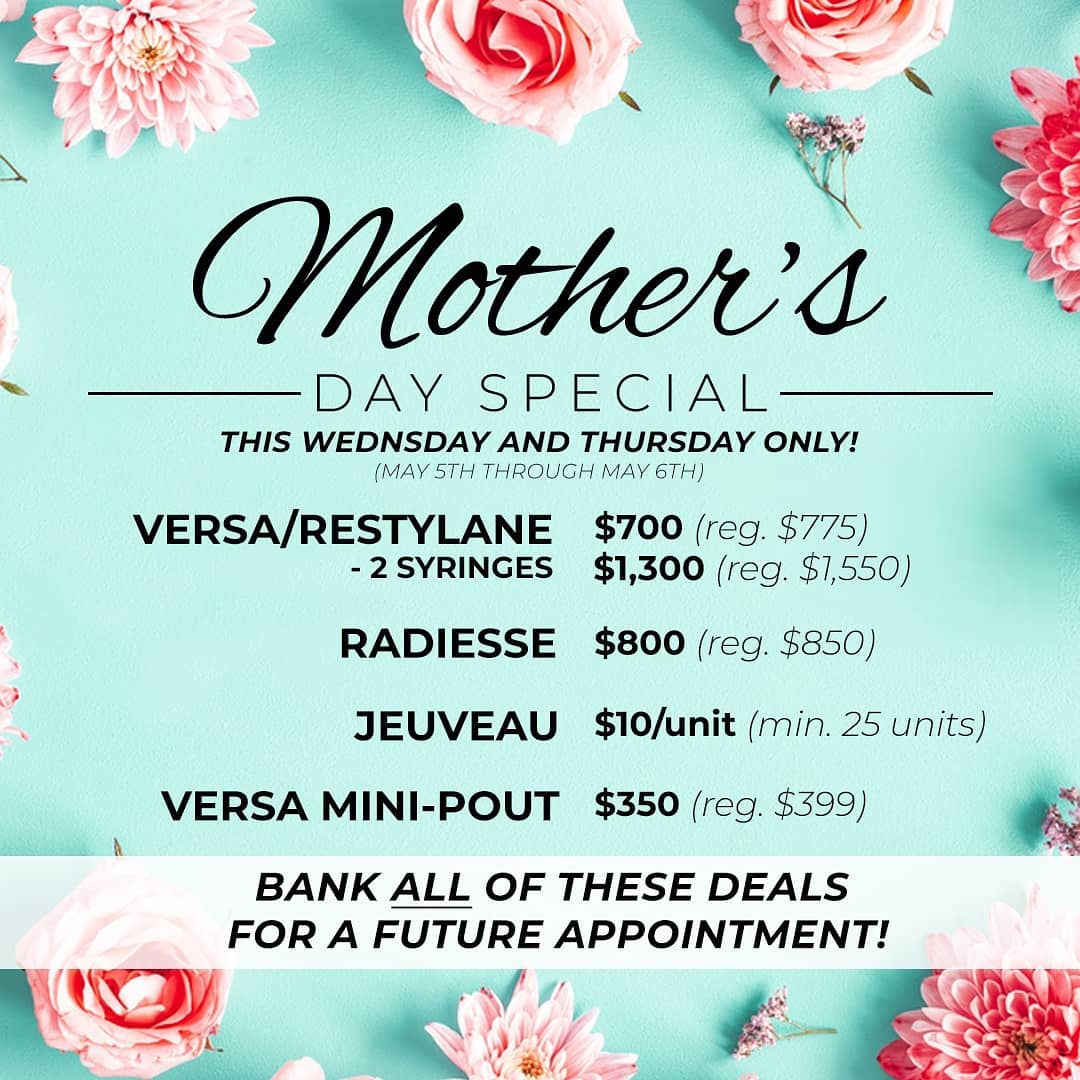 Mother's
DAY SPECIAL
THIS WEDNSDAY AND THURSDAY ONLY!
(MAY 5TH THROUGH MAY 6TH)
VERSA/RESTYLANE $700 (reg. $775)
- 2 SYRINGES $1,300 (reg. $1,550)
RADIESSE $800 (reg. $850)
JEUVEAU $10/unit (min. 25 units)
VERSA MINI-POUT $350 (reg. $399)
BANK ALL OF THESE DEALS
FOR A FUTURE APPOINTMENT!